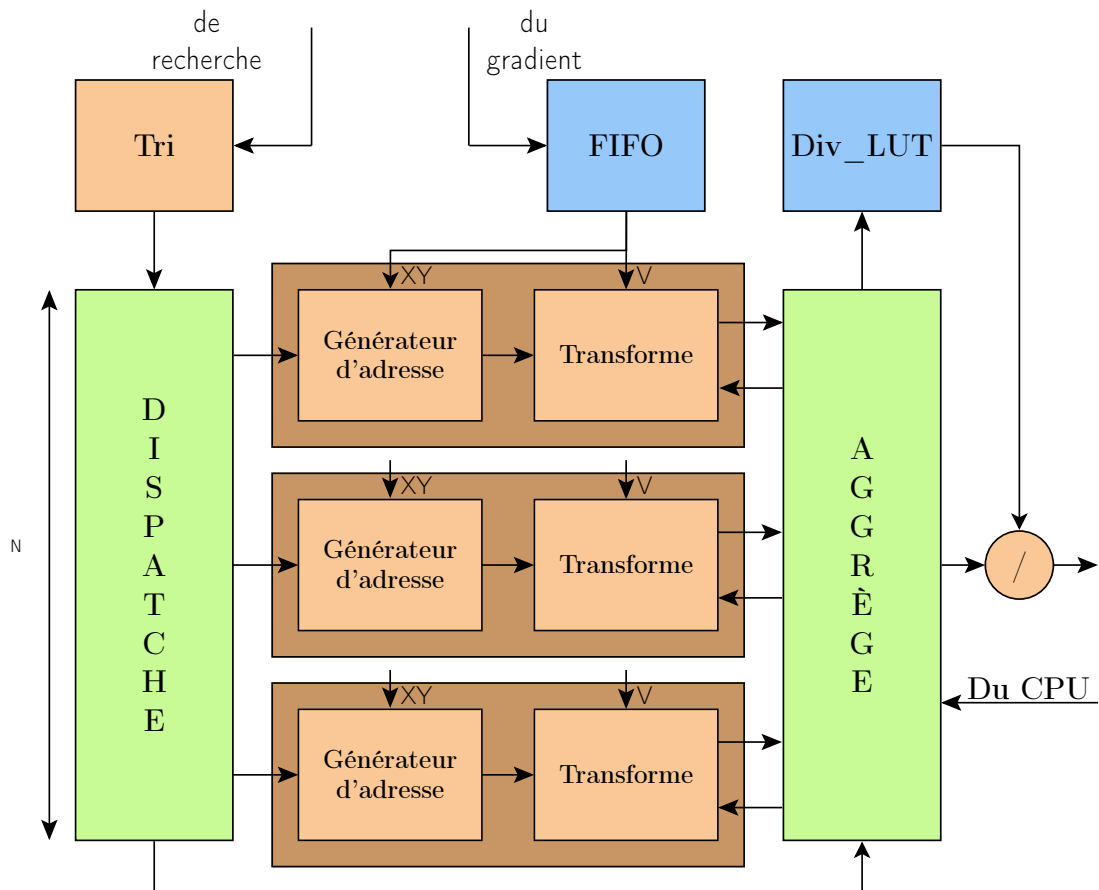 de
recherche
du
gradient
Tri
FIFO
Div_LUT
XY
V
Générateur
d'adresse
Transforme
XY
V
Générateur
d'adresse
Transforme
XY
V
Générateur
d'adresse
Transforme
D
I
S
P
A
T
C
H
E
A
G
G
R
È
G
E
N
/
Du CPU